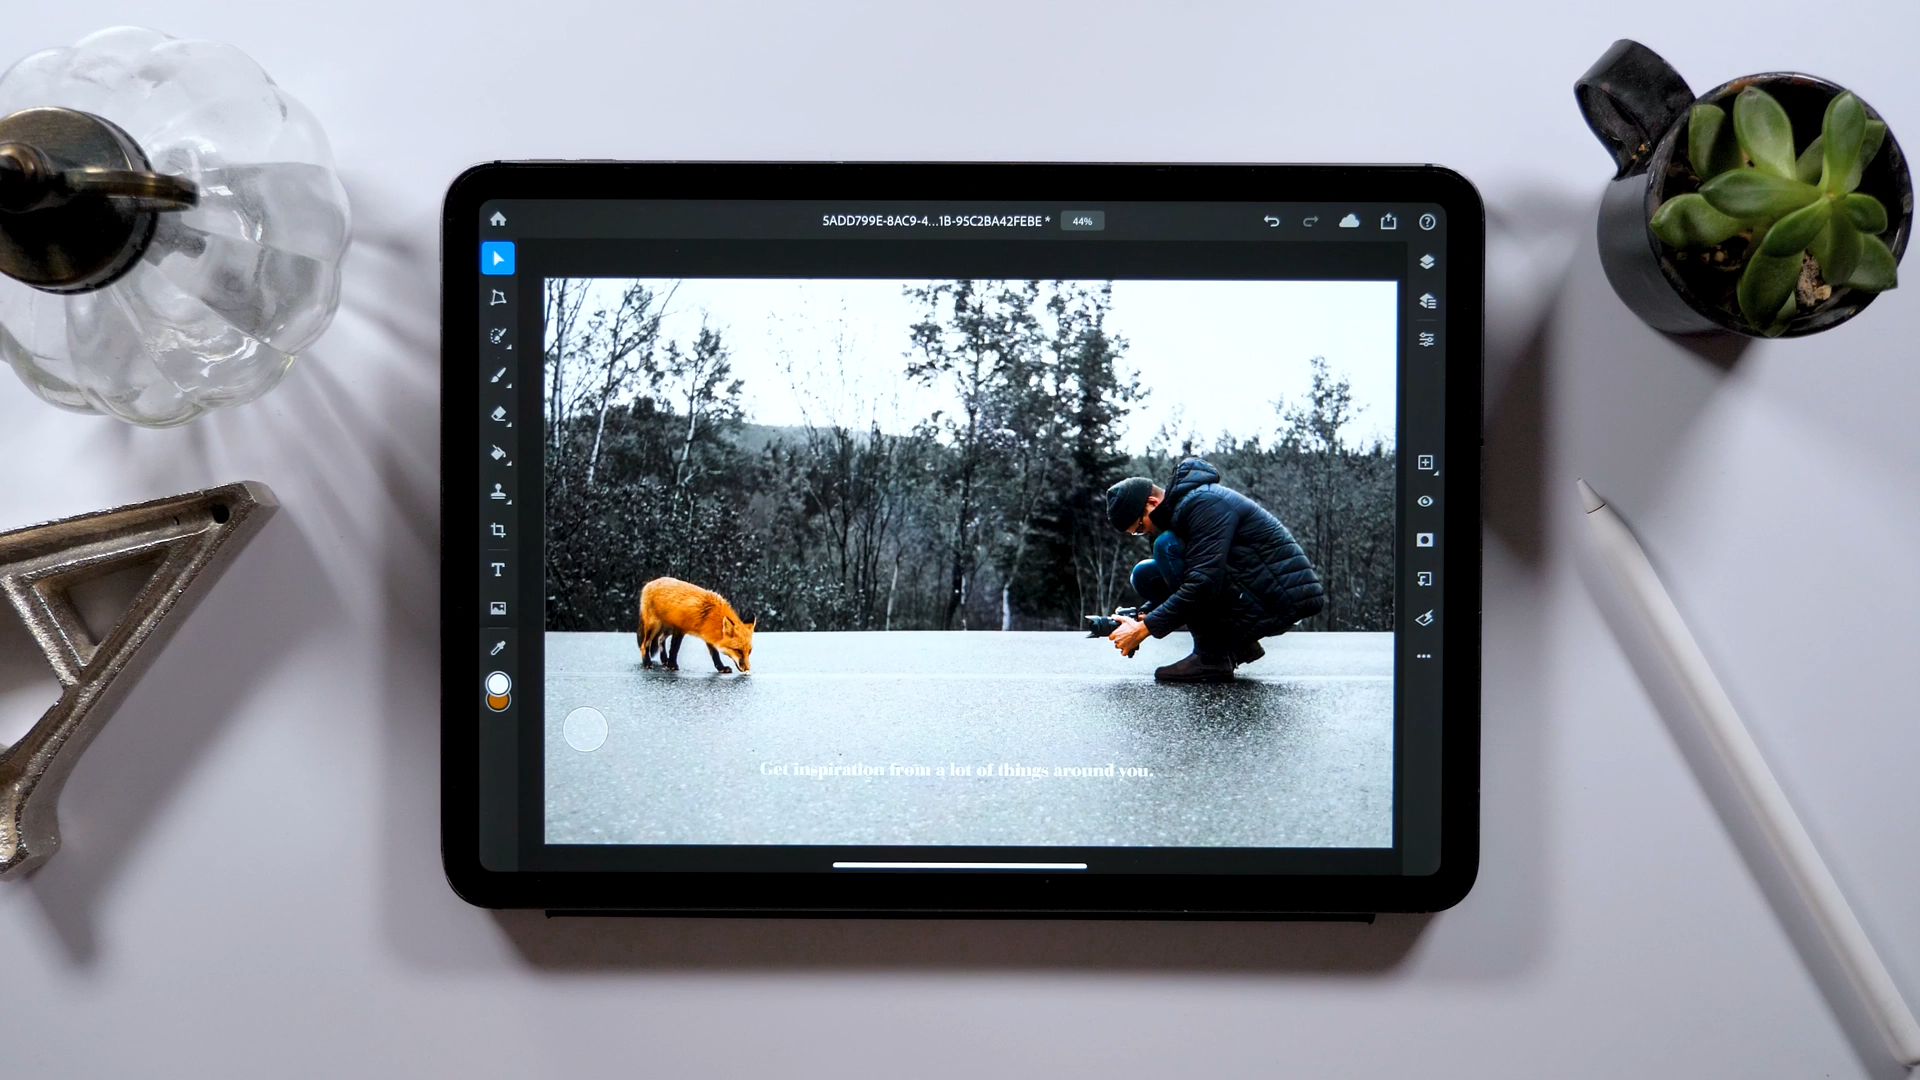 5ADD799E-8AC9-4...1B-95C2BA42FEBE *
44%
T
Get inspiration from a lot of things around you.
A